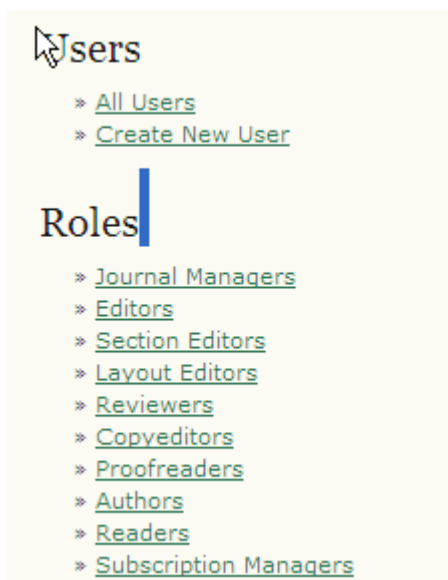 Users
» All Users
» Create New User
Roles
» Journal Managers
» Editors
» Section Editors
» Layout Editors
» Reviewers
» Copyeditors
» Proofreaders
» Authors
» Readers
» Subscription Managers